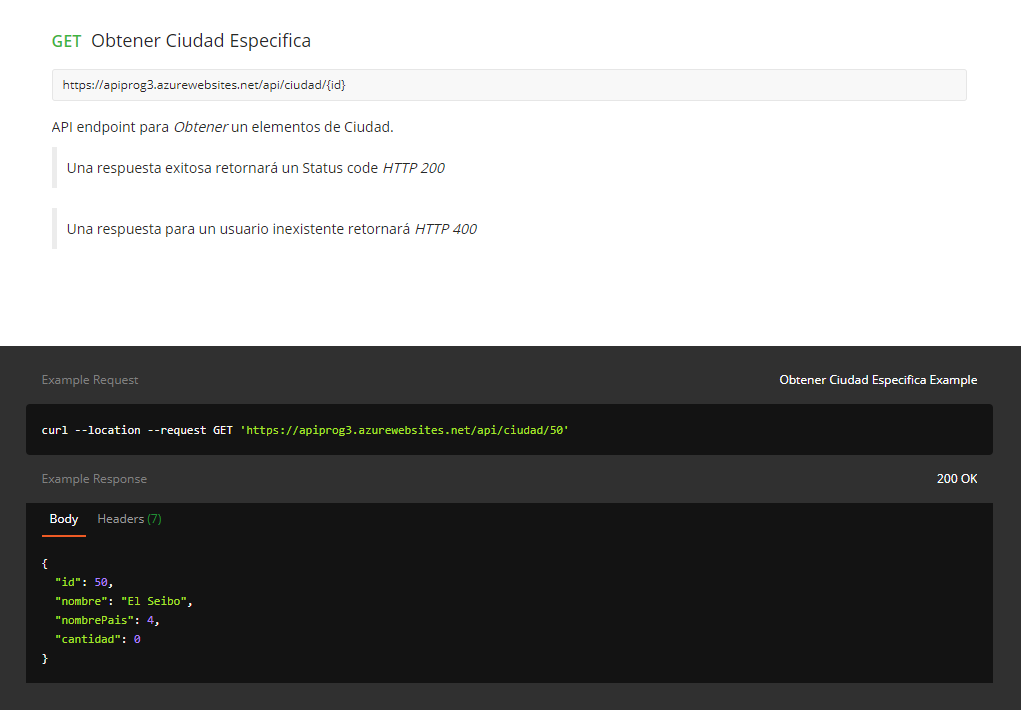 GET Obtener Ciudad Especifica
https://apiprog3.azurewebsites.net/api/ciudad/{id}
API endpoint para Obtener un elementos de Ciudad.
Una respuesta exitosa retornará un Status code HTTP 200
Una respuesta para un usuario inexistente retornará HTTP 400
Example Request Obtener Ciudad Especifica Example
curl --location --request GET 'https://apiprog3.azurewebsites.net/api/ciudad/50'
Example Response 200 OK
Body Headers (7)
{
"id": 50,
"nombre": "El Seibo",
"nombrePais": 4,
"cantidad": 0
}